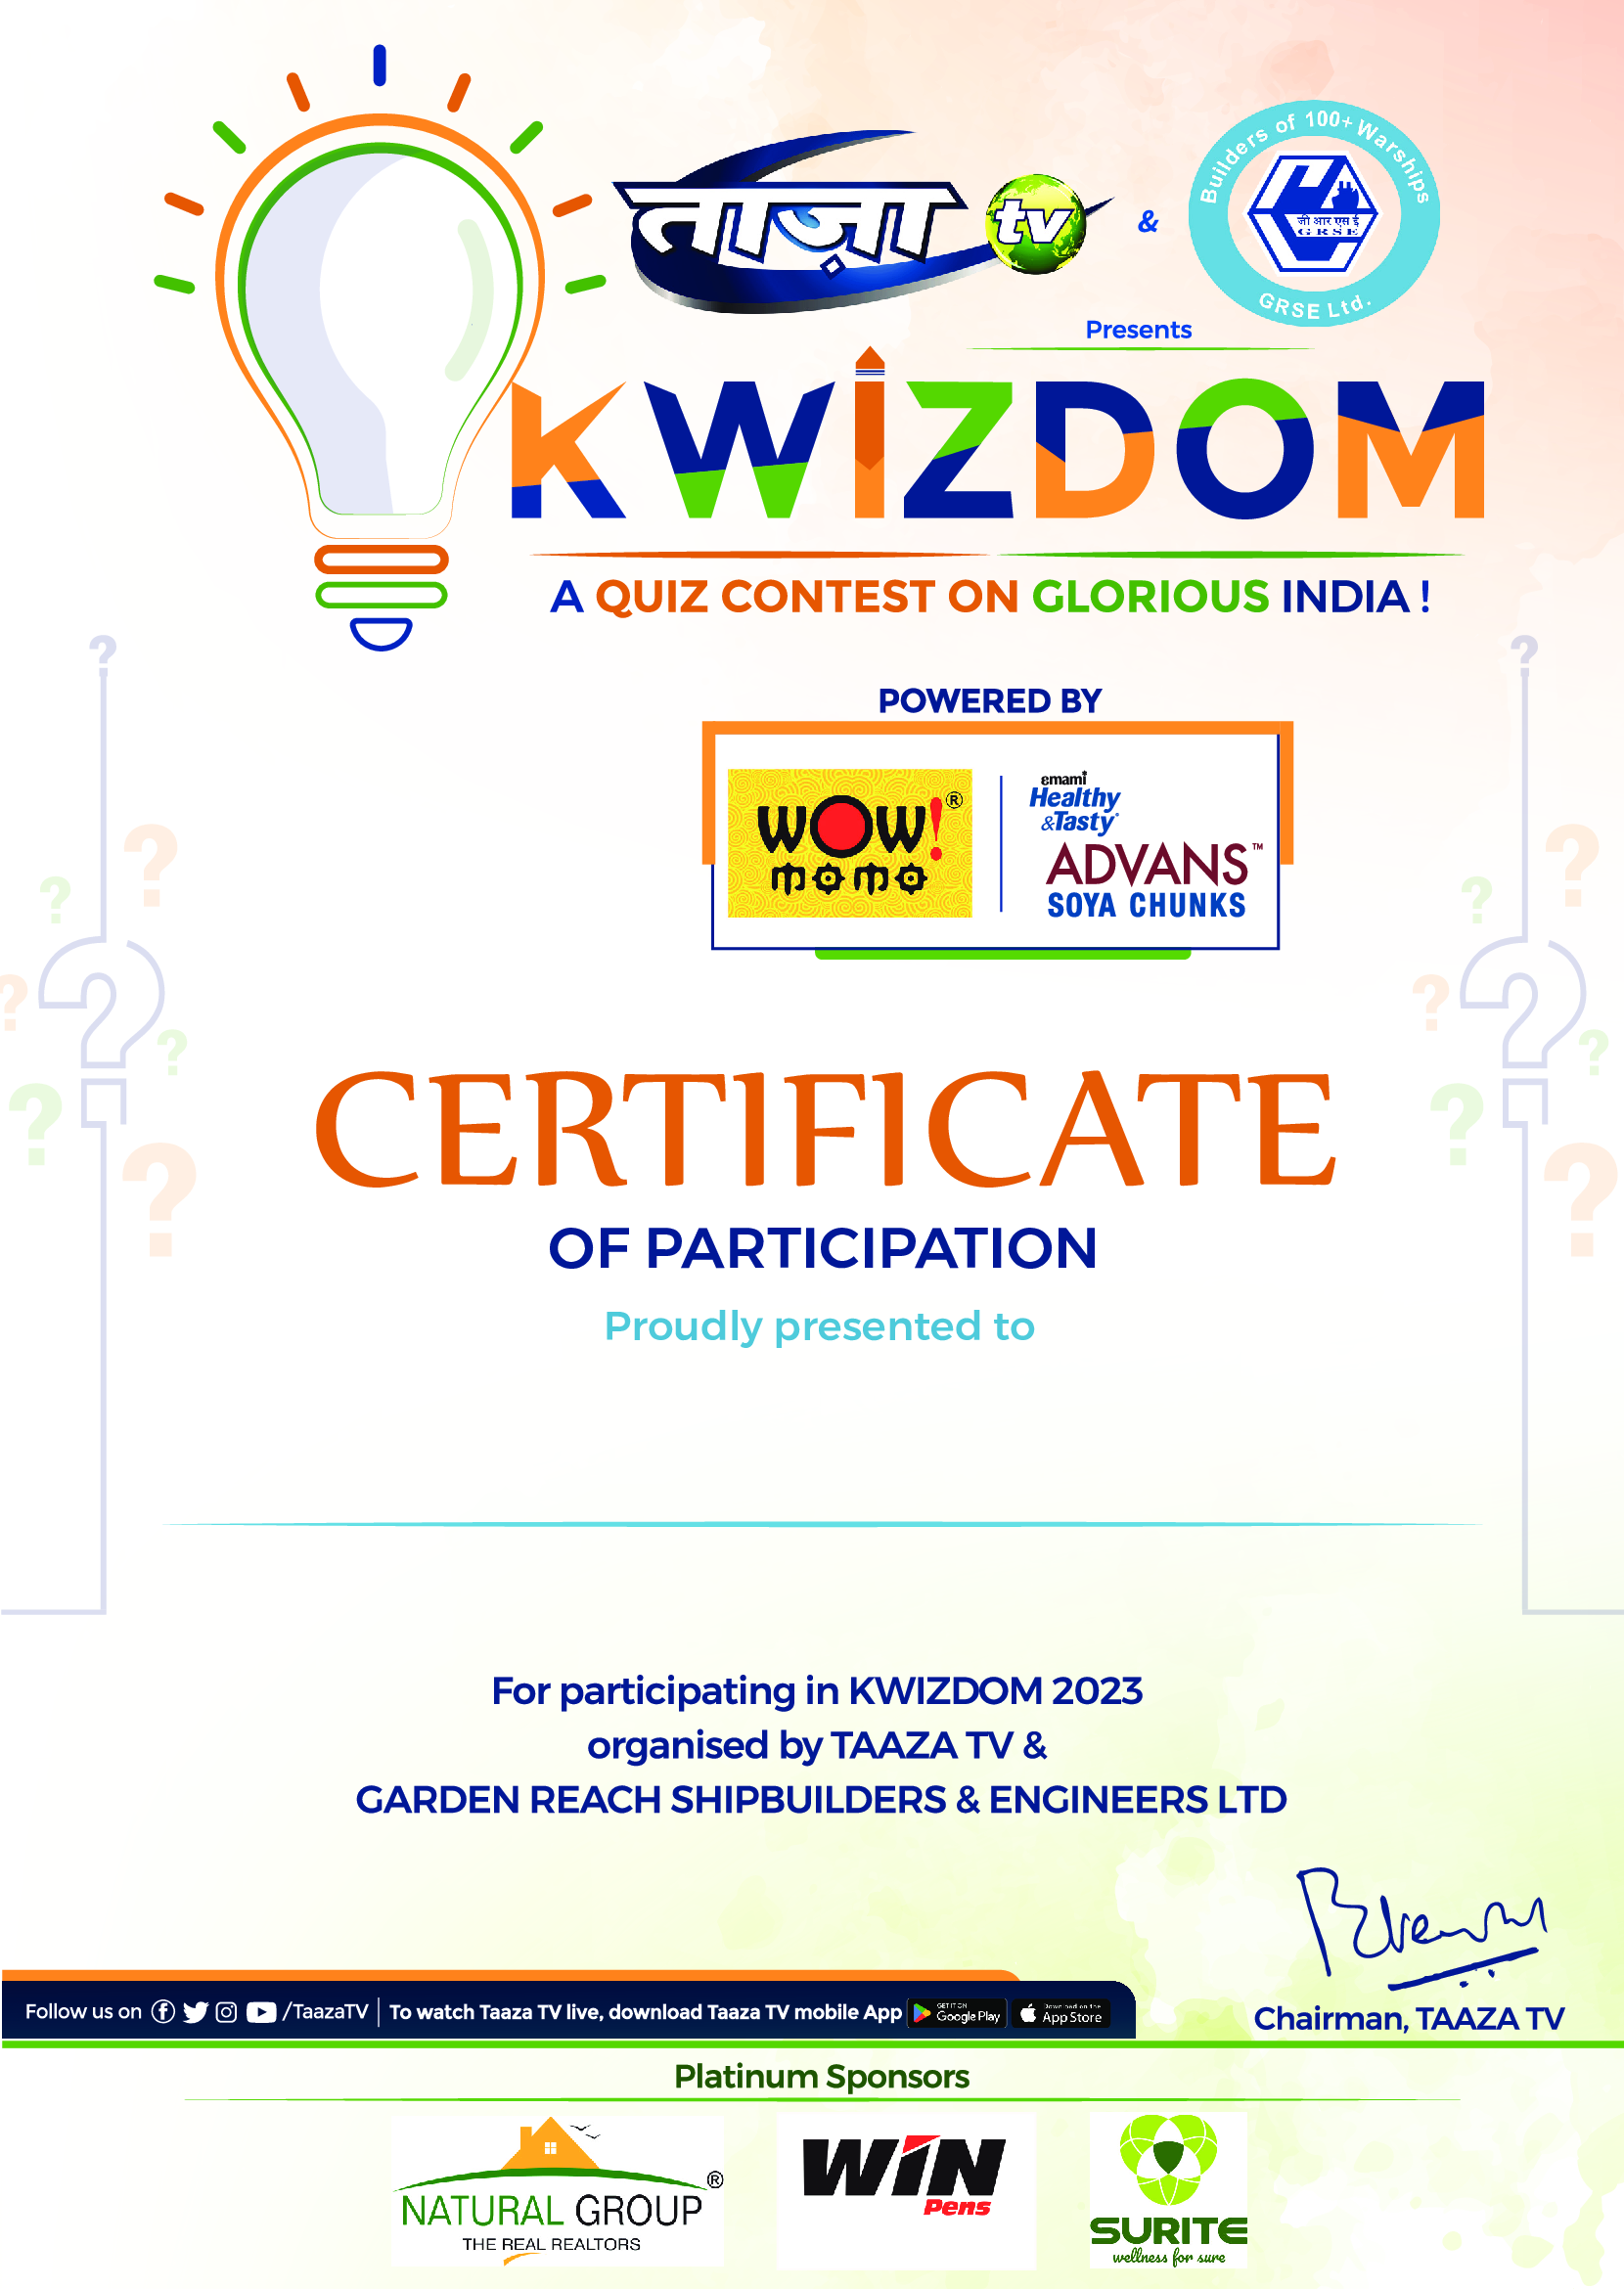 ताज़ा tv & Builders of 100+ Warships
जी आर एस ई
GRSE
GRSE Ltd.
Presents
KWIZDOM
A QUIZ CONTEST ON GLORIOUS INDIA !
POWERED BY
WOW! ®
momo
emami
Healthy
&Tasty
ADVANS™
SOYA CHUNKS
CERTIFICATE
OF PARTICIPATION
Proudly presented to
For participating in KWIZDOM 2023
organised by TAAZA TV &
GARDEN REACH SHIPBUILDERS & ENGINEERS LTD
Chairman, TAAZA TV
Follow us on /TaazaTV | To watch Taaza TV live, download Taaza TV mobile App GET IT ON Google Play Download on the App Store
Platinum Sponsors
NATURAL GROUP ®
THE REAL REALTORS
WIN
Pens
SURITE
wellness for sure